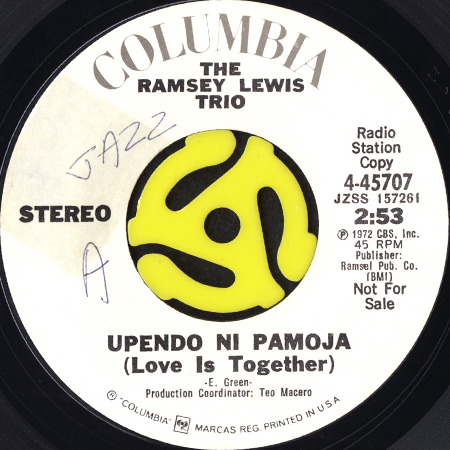 COLUMBIA
THE
RAMSEY LEWIS
TRIO
JAZZ
A
STEREO
Radio
Station
Copy
4-45707
JZSS 157261
2:53
Ⓟ 1972 CBS, Inc.
45 RPM
Publisher:
Ramsel Pub. Co.
(BMI)
Not For
Sale
UPENDO NI PAMOJA
(Love Is Together)
-E. Green-
Production Coordinator: Teo Macero
® "COLUMBIA" MARCAS REG. PRINTED IN U.S.A